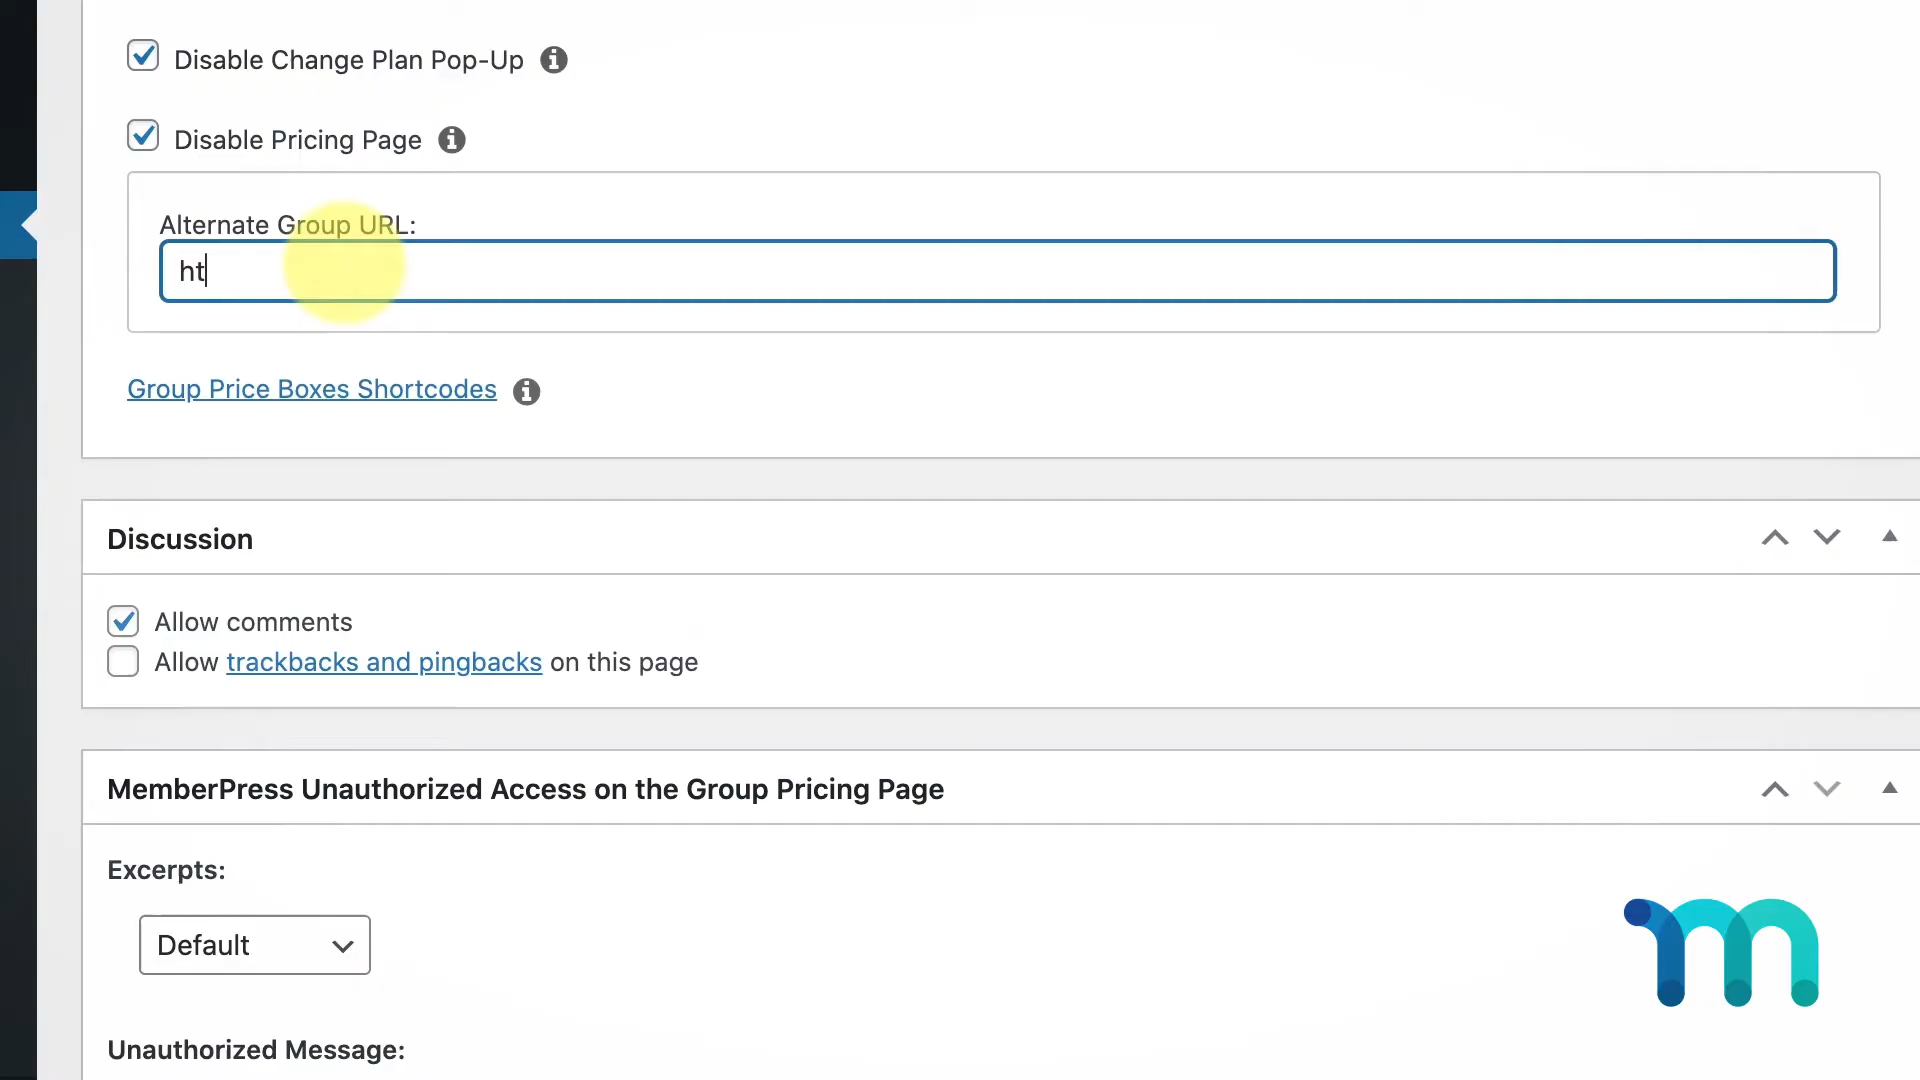 Disable Change Plan Pop-Up
Disable Pricing Page
Alternate Group URL:
ht
Group Price Boxes Shortcodes
Discussion
Allow comments
Allow trackbacks and pingbacks on this page
MemberPress Unauthorized Access on the Group Pricing Page
Excerpts:
Default
Unauthorized Message: